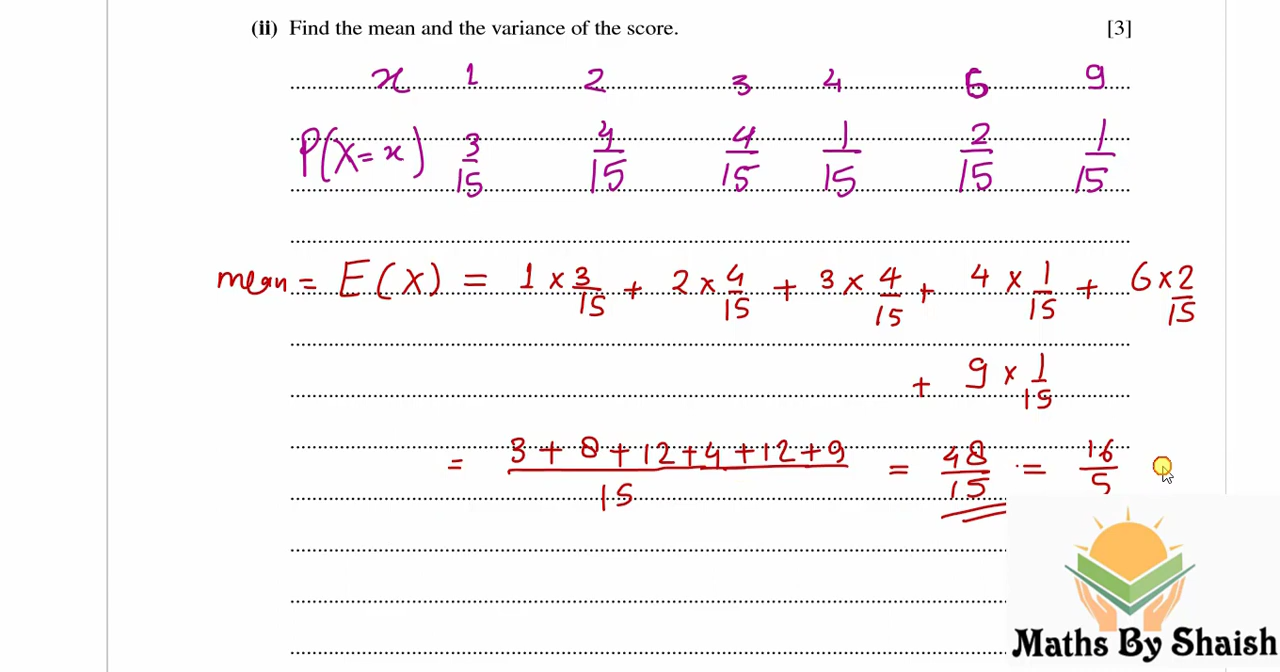 (ii) Find the mean and the variance of the score. [3]
x 1 2 3 4 6 9
P(X=x) 3/15 4/15 4/15 1/15 2/15 1/15
mean = E(X) = 1 × 3/15 + 2 × 4/15 + 3 × 4/15 + 4 × 1/15 + 6 × 2/15
+ 9 × 1/15
= (3 + 8 + 12 + 4 + 12 + 9)/15 = 48/15 = 16/5
Maths By Shaish